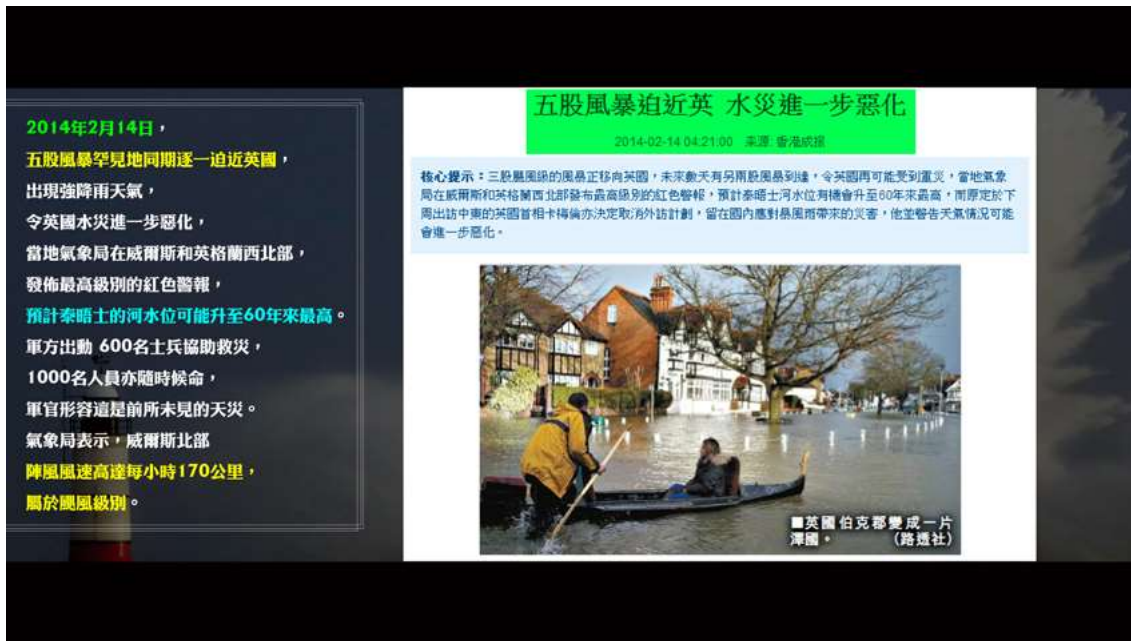 2014年2月14日，
五股風暴罕見地同期逐一迫近英國，
出現強降雨天氣，
令英國水災進一步惡化，
當地氣象局在威爾斯和英格蘭西北部，
發佈最高級別的紅色警報，
預計泰晤士的河水位可能升至60年來最高。
軍方出動 600名士兵協助救災，
1000名人員亦隨時候命，
軍官形容這是前所未見的天災。
氣象局表示，威爾斯北部
陣風風速高達每小時170公里，
屬於颶風級別。
五股風暴迫近英 水災進一步惡化
2014-02-14 04:21:00 来源: 香港成报
核心提示：三股颶風級的風暴正移向英國，未來數天有另兩股風暴到達，令英國再可能受到重災，當地氣象
局在威爾斯和英格蘭西北部發布最高級別的紅色警報，預計泰晤士河水位有機會升至60年來最高，而原定於下
周出訪中東的英國首相卡梅倫亦決定取消外訪計劃，留在國內應對暴風雨帶來的災害，他並警告天氣情況可能
會進一步惡化。
■英國伯克郡變成一片
澤國。 (路透社)